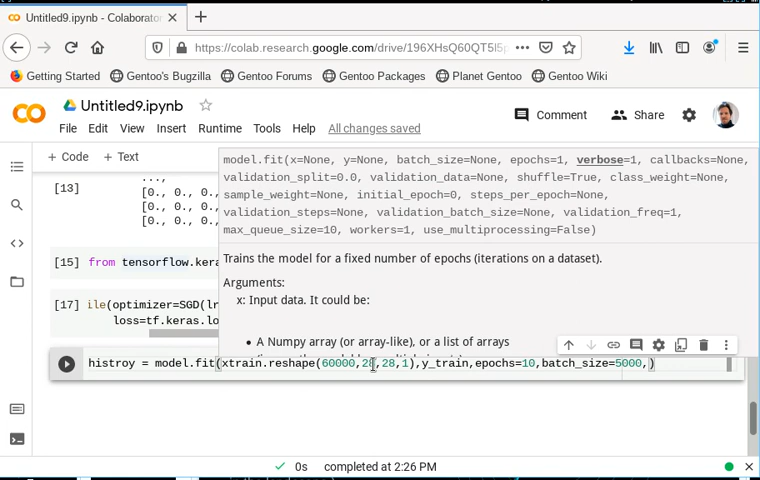 Untitled9.ipynb - Colaborator
https://colab.research.google.com/drive/196XHsQ60QT5l5p
Getting Started Gentoo's Bugzilla Gentoo Forums Gentoo Packages Planet Gentoo Gentoo Wiki
Untitled9.ipynb
Comment Share
File Edit View Insert Runtime Tools Help All changes saved
+ Code + Text
model.fit(x=None, y=None, batch_size=None, epochs=1, verbose=1, callbacks=None,
validation_split=0.0, validation_data=None, shuffle=True, class_weight=None,
sample_weight=None, initial_epoch=0, steps_per_epoch=None,
validation_steps=None, validation_batch_size=None, validation_freq=1,
max_queue_size=10, workers=1, use_multiprocessing=False)
Trains the model for a fixed number of epochs (iterations on a dataset).
Arguments:
x: Input data. It could be:
• A Numpy array (or array-like), or a list of arrays
...,
[13] [0., 0., 0.
[0., 0., 0.
[0., 0., 0.
[15] from tensorflow.kera
[17] ile(optimizer=SGD(lr
loss=tf.keras.lo
histroy = model.fit(xtrain.reshape(60000,28,28,1),y_train,epochs=10,batch_size=5000,)
0s completed at 2:26 PM